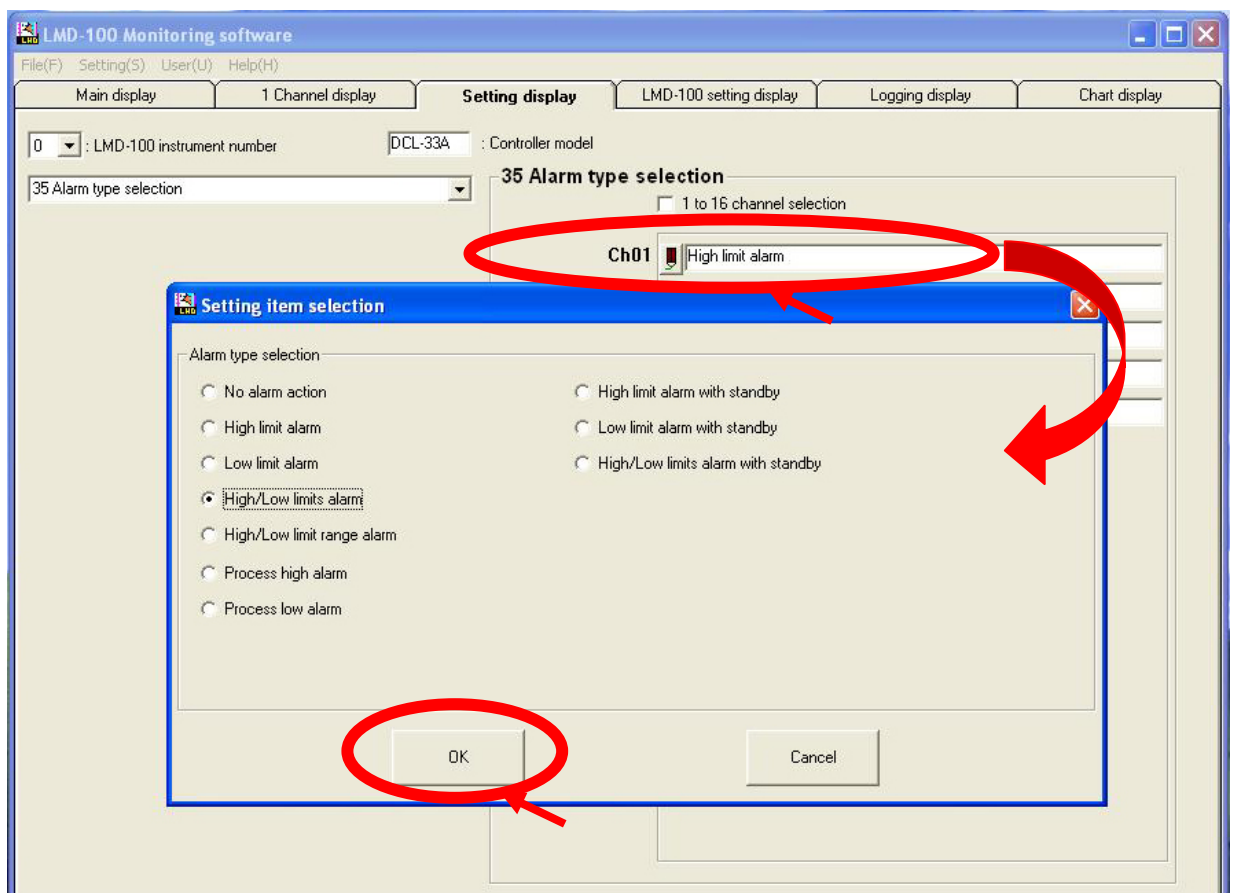 LMD-100 Monitoring software
File(F) Setting(S) User(U) Help(H)
Main display 1 Channel display Setting display LMD-100 setting display Logging display Chart display
0 : LMD-100 instrument number DCL-33A : Controller model
35 Alarm type selection
35 Alarm type selection
1 to 16 channel selection
Ch01 High limit alarm
Setting item selection
Alarm type selection
No alarm action
High limit alarm
Low limit alarm
High/Low limits alarm
High/Low limit range alarm
Process high alarm
Process low alarm
High limit alarm with standby
Low limit alarm with standby
High/Low limits alarm with standby
OK Cancel